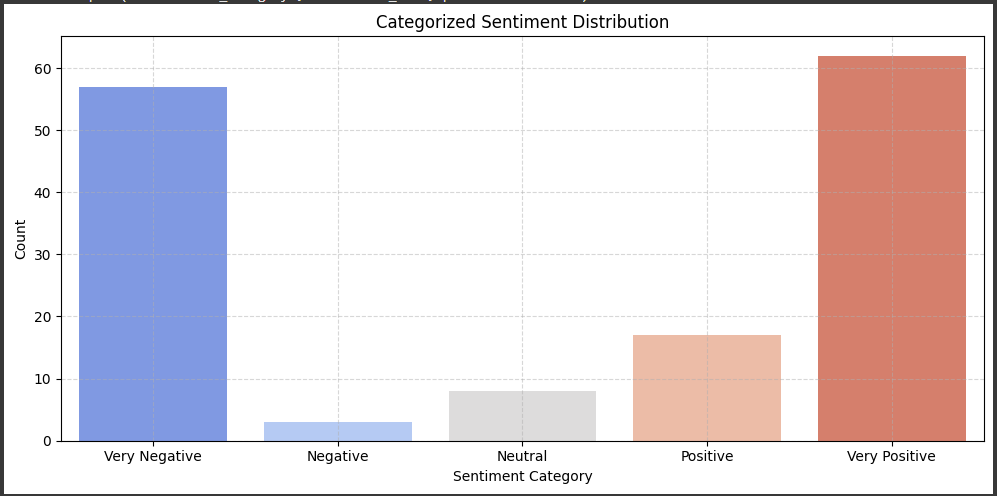 Categorized Sentiment Distribution
60
50
40
30
20
10
0
Count
Very Negative
Negative
Neutral
Positive
Very Positive
Sentiment Category